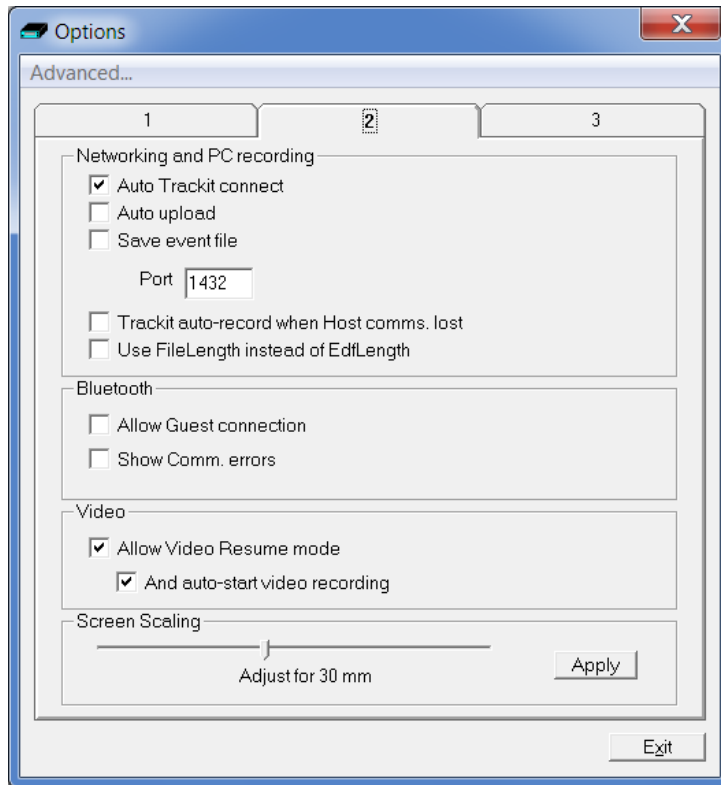 Options
Advanced...
1 2 3
Networking and PC recording
Auto Trackit connect
Auto upload
Save event file
Port 1432
Trackit auto-record when Host comms. lost
Use FileLength instead of EdfLength
Bluetooth
Allow Guest connection
Show Comm. errors
Video
Allow Video Resume mode
And auto-start video recording
Screen Scaling
Adjust for 30 mm
Apply
Exit